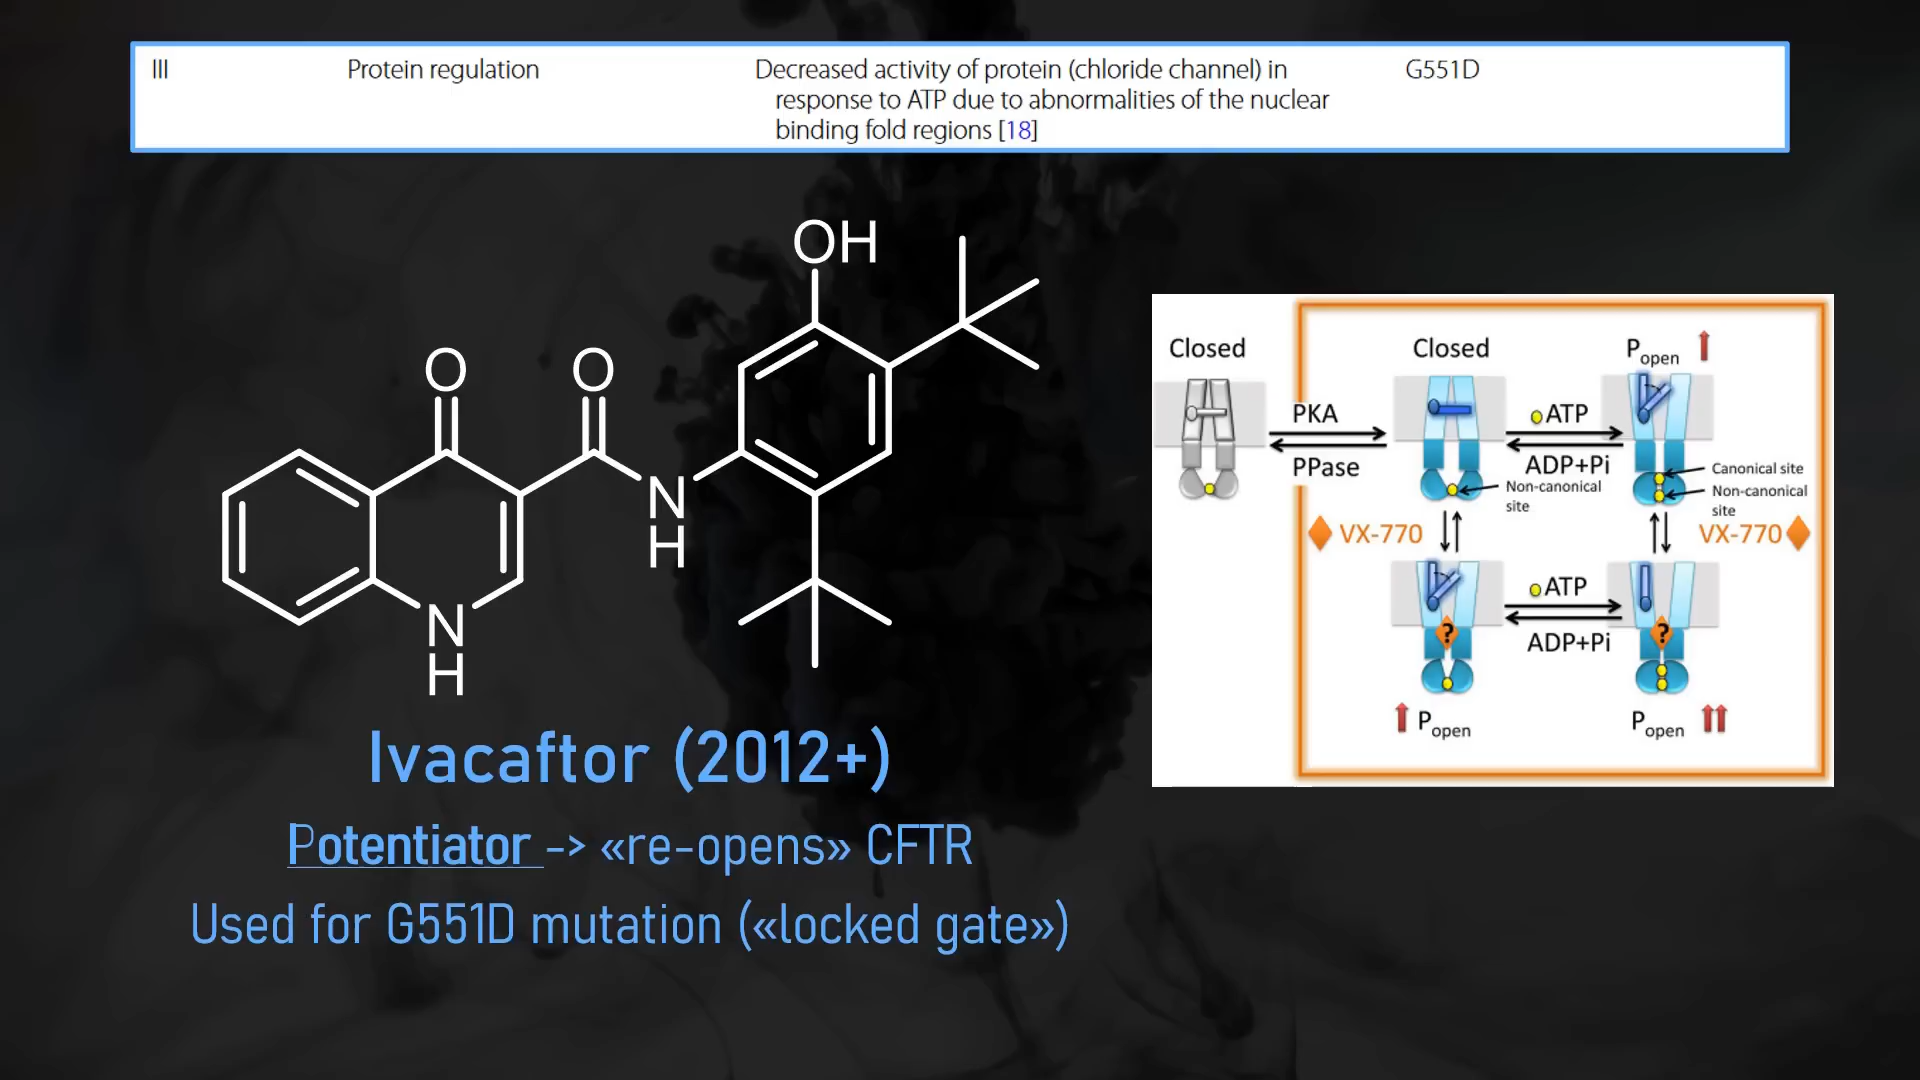 III Protein regulation Decreased activity of protein (chloride channel) in G551D
response to ATP due to abnormalities of the nuclear
binding fold regions [18]
OH
O
O
N
H
N
H
Ivacaftor (2012+)
Potentiator -> «re-opens» CFTR
Used for G551D mutation («locked gate»)
Closed
Closed
Popen
PKA
PPase
ATP
ADP+Pi
Non-canonical
site
Canonical site
Non-canonical
site
VX-770
VX-770
?
ATP
ADP+Pi
?
Popen
Popen